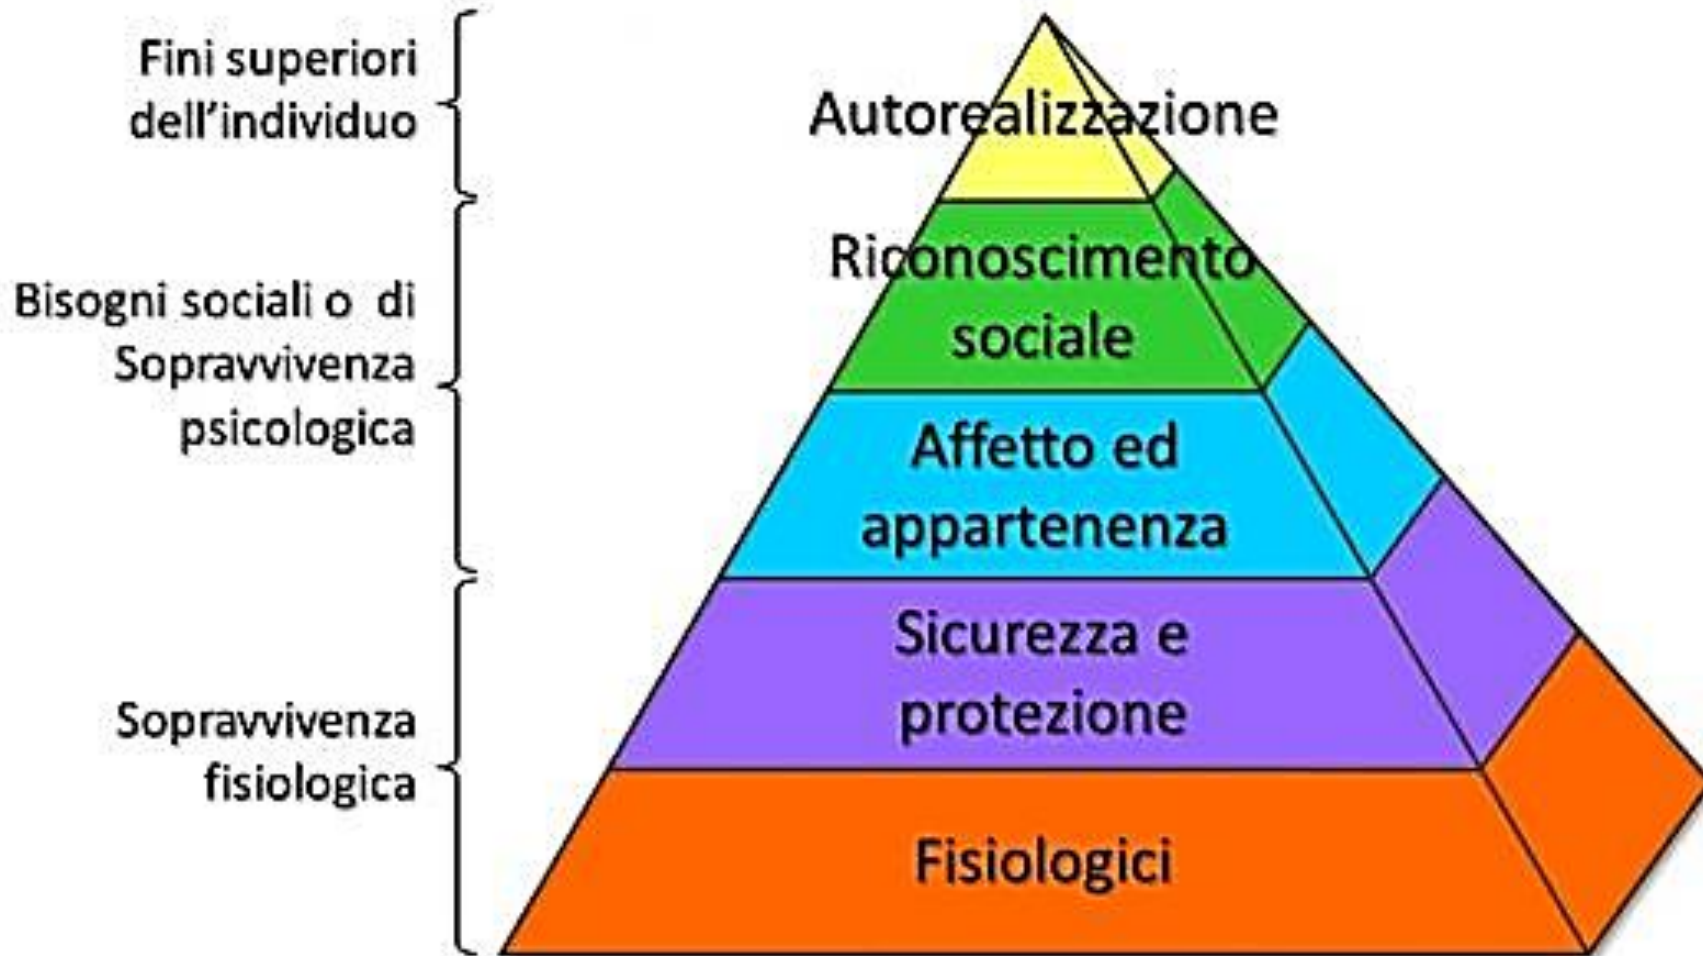 Fini superiori
dell’individuo
Autorealizzazione
Riconoscimento
sociale
Bisogni sociali o di
Sopravvivenza
psicologica
Affetto ed
appartenenza
Sicurezza e
protezione
Sopravvivenza
fisiologica
Fisiologici